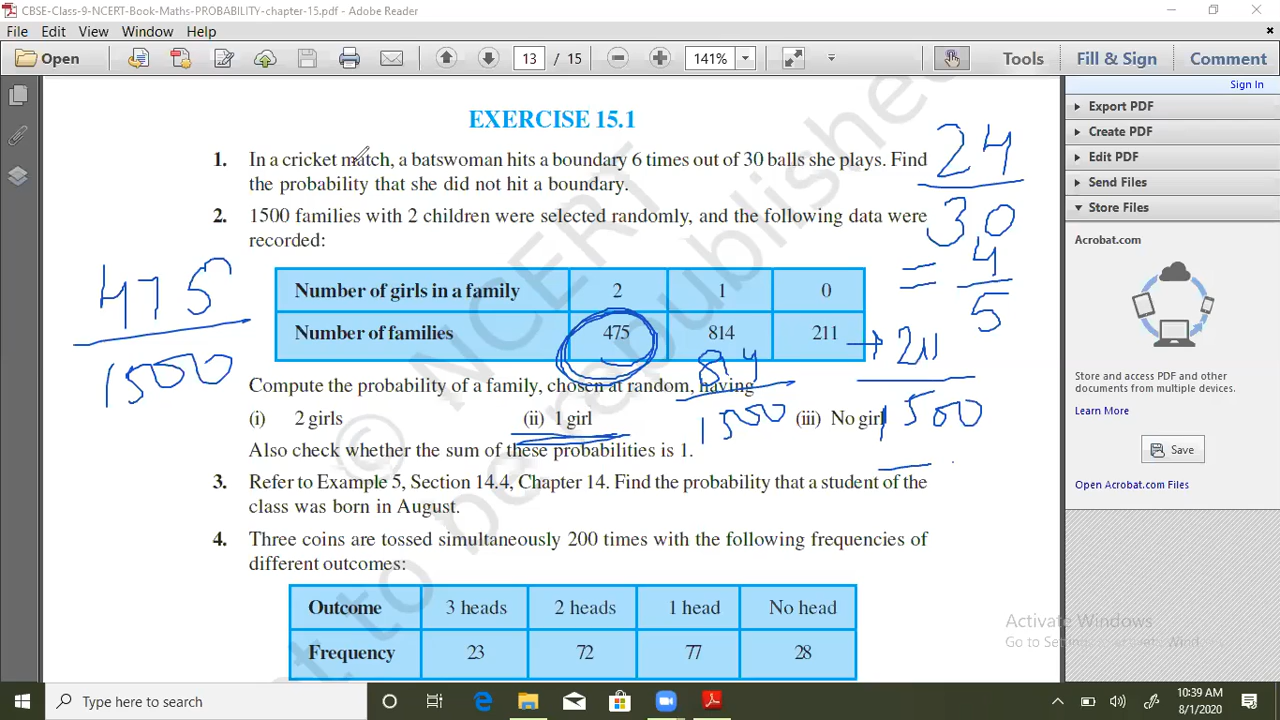 CBSE-Class-9-NCERT-Book-Maths-PROBABILITY-chapter-15.pdf - Adobe Reader
File Edit View Window Help
Open 13 / 15 141% Tools Fill & Sign Comment
Sign In
Export PDF
Create PDF
Edit PDF
Send Files
Store Files
Acrobat.com
Store and access PDF and other
documents from multiple devices.
Learn More
Save
Open Acrobat.com Files
EXERCISE 15.1
1. In a cricket match, a batswoman hits a boundary 6 times out of 30 balls she plays. Find
the probability that she did not hit a boundary.
24
30
= 4
5
2. 1500 families with 2 children were selected randomly, and the following data were
recorded:
Number of girls in a family 2 1 0
Number of families 475 814 211
475
1500
814
1500
211
1500
Compute the probability of a family, chosen at random, having
(i) 2 girls (ii) 1 girl (iii) No girl
Also check whether the sum of these probabilities is 1.
3. Refer to Example 5, Section 14.4, Chapter 14. Find the probability that a student of the
class was born in August.
4. Three coins are tossed simultaneously 200 times with the following frequencies of
different outcomes:
Outcome 3 heads 2 heads 1 head No head
Frequency 23 72 77 28
© NCERT
to be republished
Activate Windows
Type here to search
10:39 AM
8/1/2020